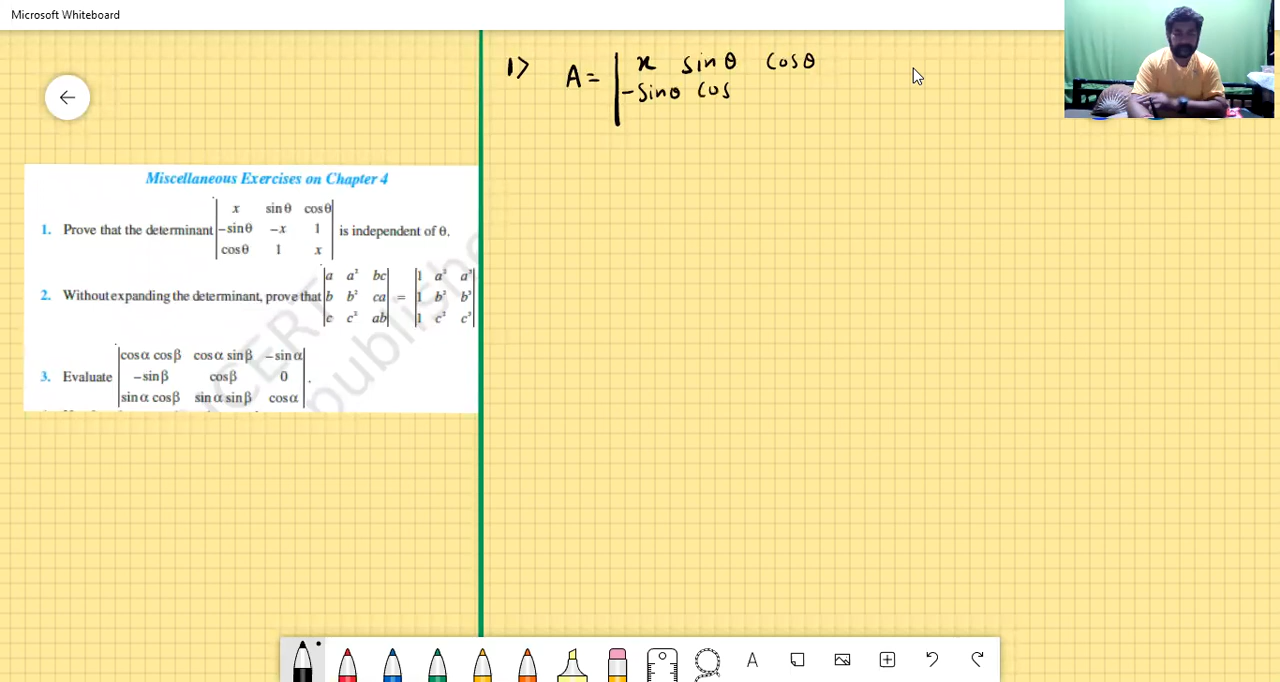 Microsoft Whiteboard
1) A = | x sinθ cosθ
-sinθ cos
Miscellaneous Exercises on Chapter 4
1. Prove that the determinant | x sinθ cosθ |
| -sinθ -x 1 | is independent of θ.
| cosθ 1 x |
2. Without expanding the determinant, prove that | a a² bc | | 1 a² a³ |
| b b² ca | = | 1 b² b³ |
| c c² ab | | 1 c² c³ |
3. Evaluate | cosα cosβ cosα sinβ -sinα |
| -sinβ cosβ 0 | .
| sinα cosβ sinα sinβ cosα |
NCERT
publishe
A